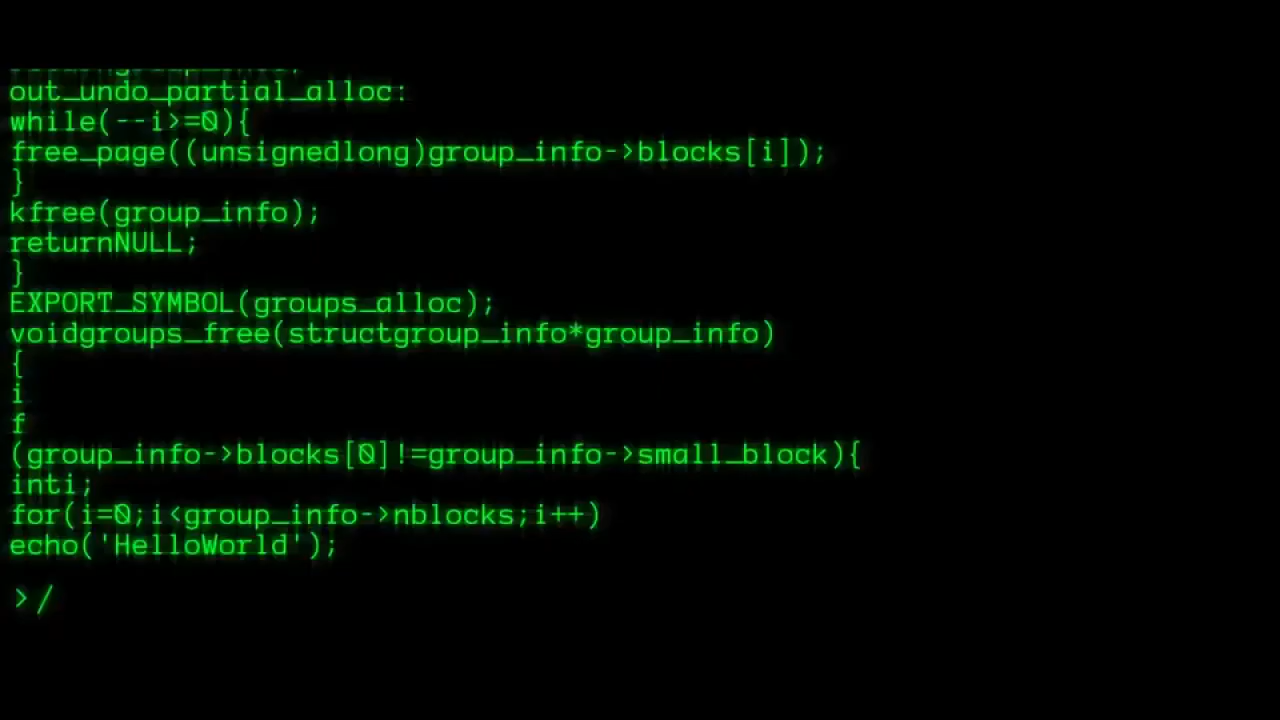 out_undo_partial_alloc:
while(--i>=0){
free_page((unsignedlong)group_info->blocks[i]);
}
kfree(group_info);
returnNULL;
}
EXPORT_SYMBOL(groups_alloc);
voidgroups_free(structgroup_info*group_info)
{
i
f
(group_info->blocks[0]!=group_info->small_block){
inti;
for(i=0;i<group_info->nblocks;i++)
echo('HelloWorld');
>/